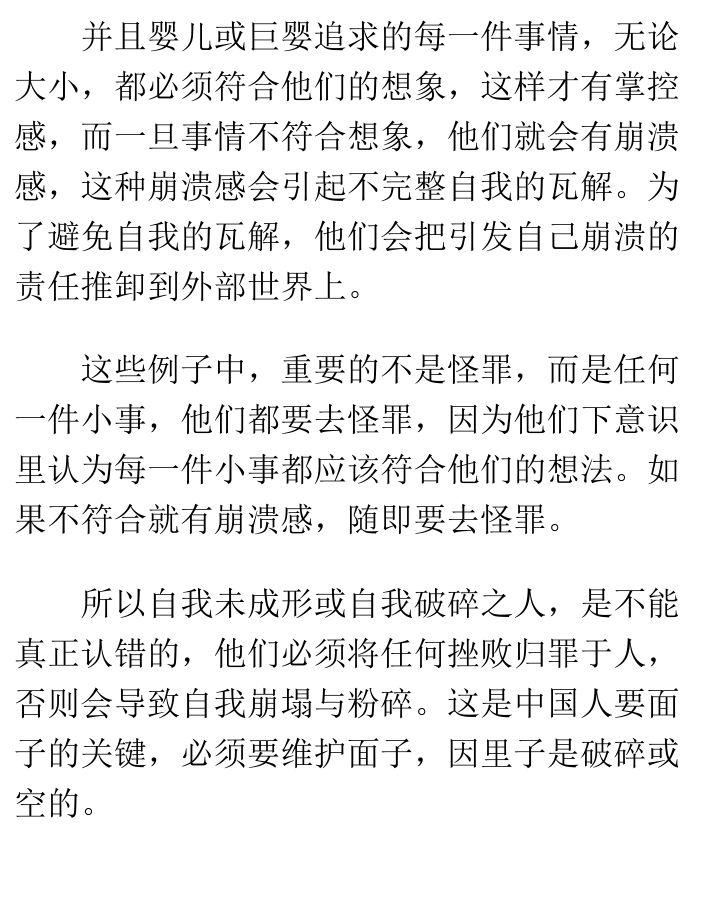 并且婴儿或巨婴追求的每一件事情，无论
大小，都必须符合他们的想象，这样才有掌控
感，而一旦事情不符合想象，他们就会有崩溃
感，这种崩溃感会引起不完整自我的瓦解。为
了避免自我的瓦解，他们会把引发自己崩溃的
责任推卸到外部世界上。
这些例子中，重要的不是怪罪，而是任何
一件小事，他们都要去怪罪，因为他们下意识
里认为每一件小事都应该符合他们的想法。如
果不符合就有崩溃感，随即要去怪罪。
所以自我未成形或自我破碎之人，是不能
真正认错的，他们必须将任何挫败归罪于人，
否则会导致自我崩塌与粉碎。这是中国人要面
子的关键，必须要维护面子，因里子是破碎或
空的。